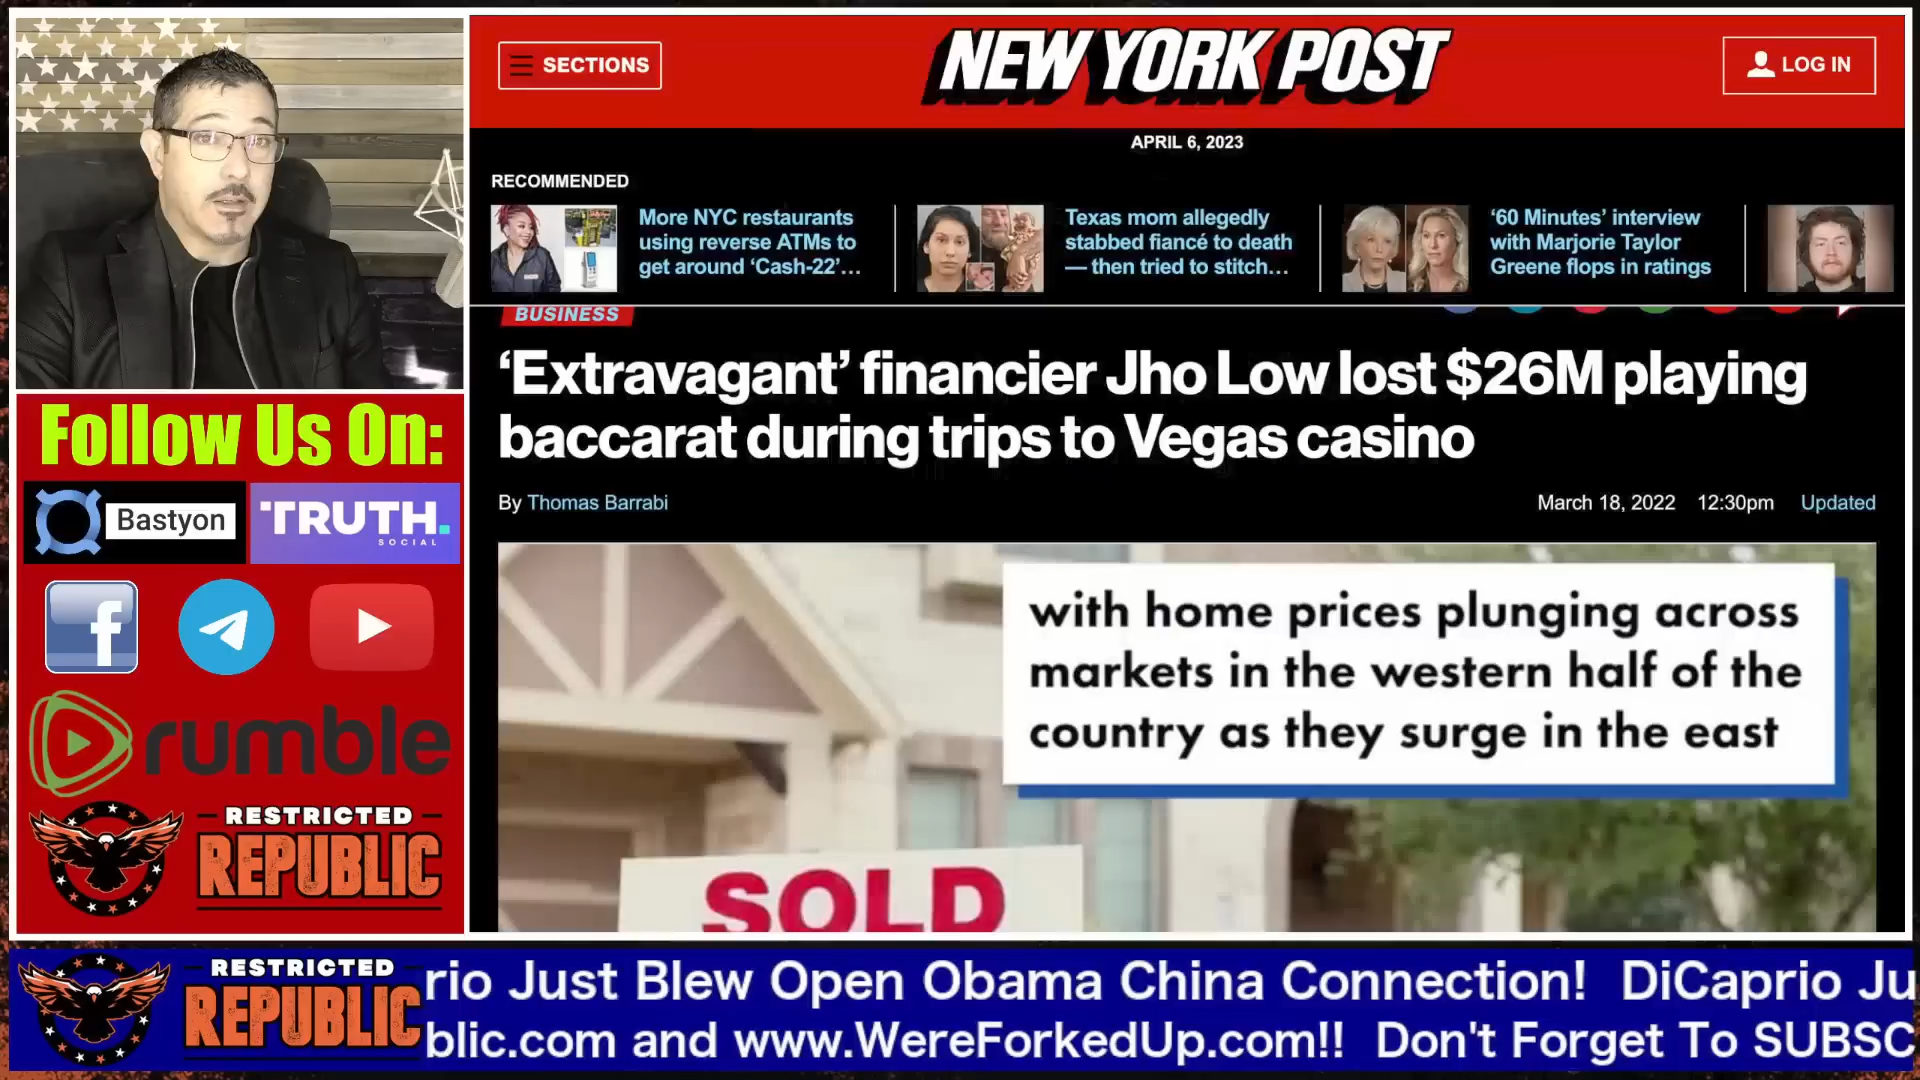 SECTIONS
NEW YORK POST
LOG IN
APRIL 6, 2023
RECOMMENDED
More NYC restaurants
using reverse ATMs to
get around ‘Cash-22’...
Texas mom allegedly
stabbed fiancé to death
— then tried to stitch...
‘60 Minutes’ interview
with Marjorie Taylor
Greene flops in ratings
BUSINESS
‘Extravagant’ financier Jho Low lost $26M playing
baccarat during trips to Vegas casino
By Thomas Barrabi
March 18, 2022 12:30pm Updated
with home prices plunging across
markets in the western half of the
country as they surge in the east
SOLD
Follow Us On:
Bastyon
TRUTH.
SOCIAL
f
rumble
RESTRICTED
REPUBLIC
RESTRICTED
REPUBLIC
rio Just Blew Open Obama China Connection! DiCaprio Ju
blic.com and www.WereForkedUp.com!! Don't Forget To SUBSC